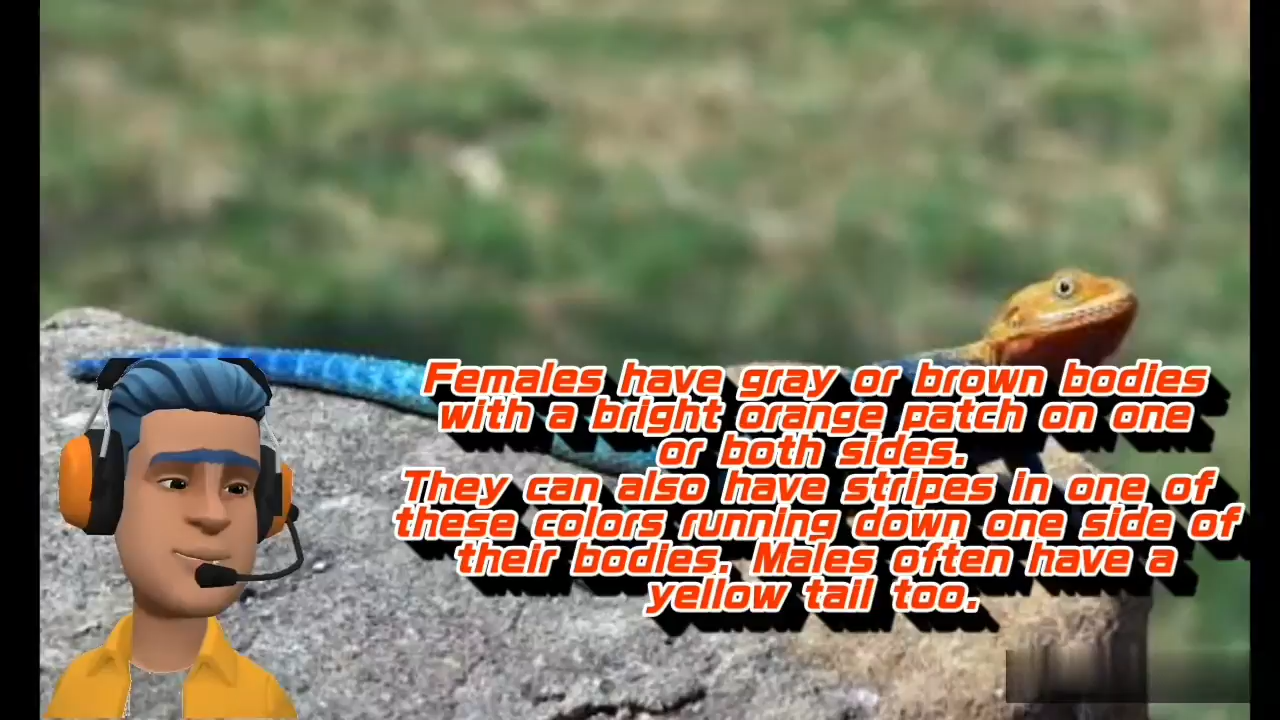 Females have gray or brown bodies
with a bright orange patch on one
or both sides.
They can also have stripes in one of
these colors running down one side of
their bodies. Males often have a
yellow tail too.